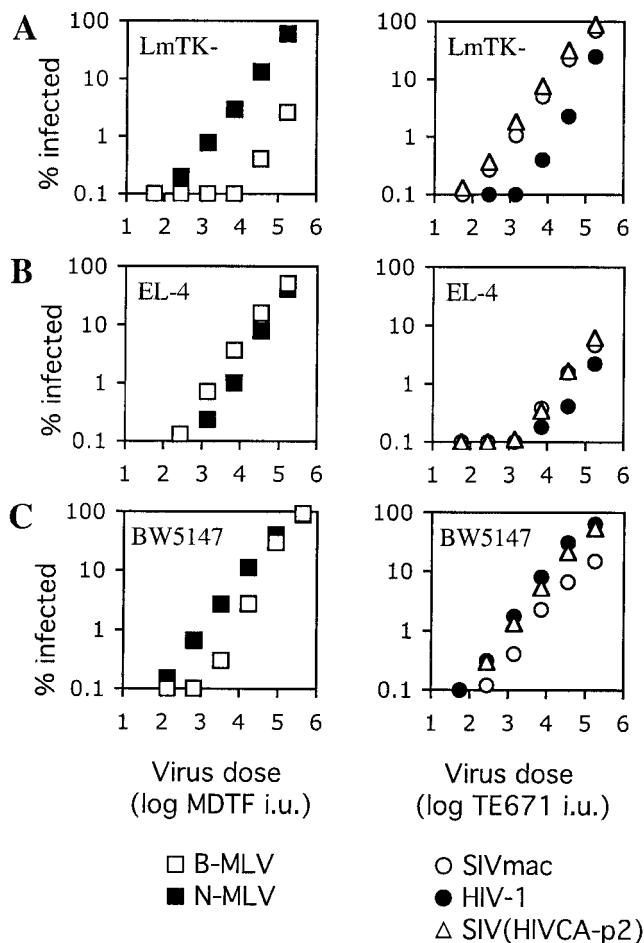 A
LmTK-
LmTK-
% infected
100
10
1
0.1
1 2 3 4 5 6
100
10
1
0.1
1 2 3 4 5 6
B
EL-4
EL-4
% infected
100
10
1
0.1
1 2 3 4 5 6
100
10
1
0.1
1 2 3 4 5 6
C
BW5147
BW5147
% infected
100
10
1
0.1
1 2 3 4 5 6
100
10
1
0.1
1 2 3 4 5 6
Virus dose
(log MDTF i.u.)
Virus dose
(log TE671 i.u.)
B-MLV
N-MLV
SIVmac
HIV-1
SIV(HIVCA-p2)